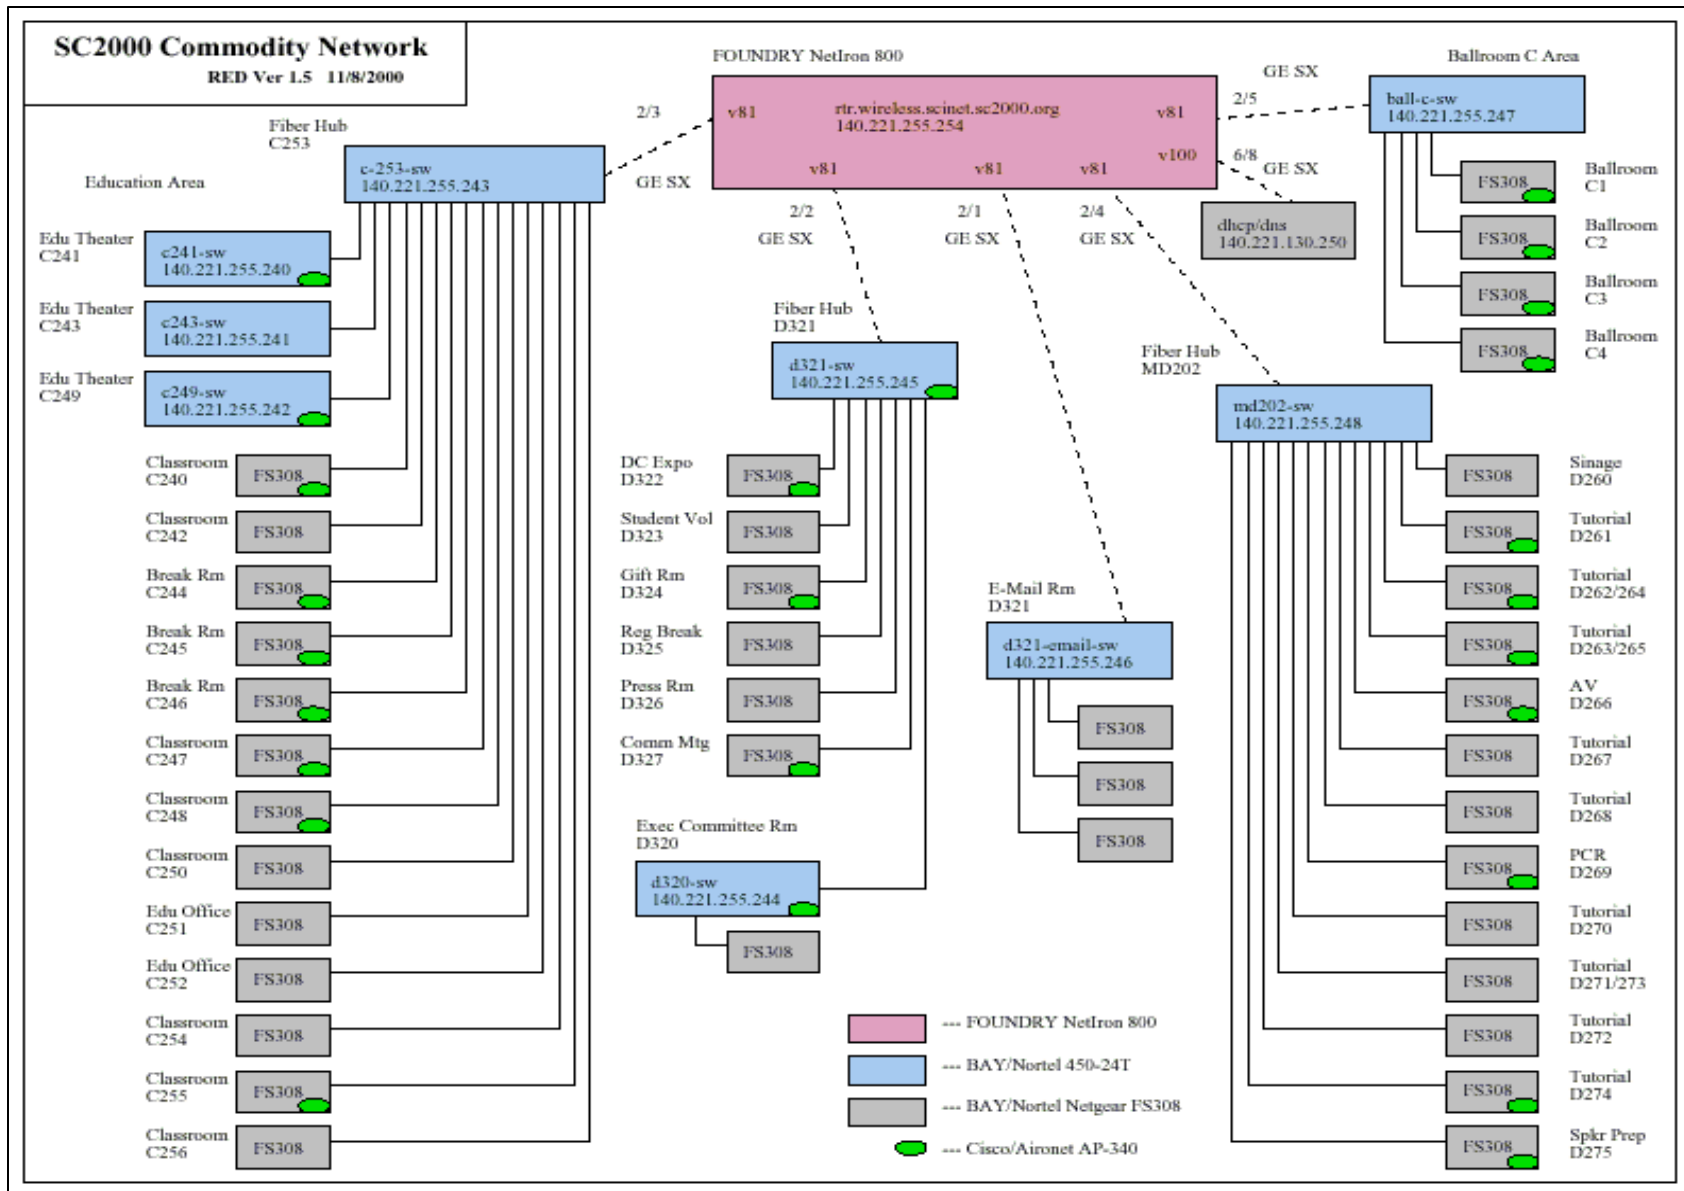 SC2000 Commodity Network
RED Ver 1.5 11/8/2000
Fiber Hub
C253
c-253-sw
140.221.255.243
Education Area
Edu Theater
C241
c241-sw
140.221.255.240
Edu Theater
C243
c243-sw
140.221.255.241
Edu Theater
C249
c249-sw
140.221.255.242
Classroom
C240
FS308
Classroom
C242
FS308
Break Rm
C244
FS308
Break Rm
C245
FS308
Break Rm
C246
FS308
Classroom
C247
FS308
Classroom
C248
FS308
Classroom
C250
FS308
Edu Office
C251
FS308
Edu Office
C252
FS308
Classroom
C254
FS308
Classroom
C255
FS308
Classroom
C256
FS308
FOUNDRY NetIron 800
rtr.wireless.scinet.sc2000.org
140.221.255.254
v81
v81
v81
v81
v81
v100
2/3
GE SX
2/2
GE SX
2/1
GE SX
2/4
GE SX
GE SX
2/5
6/8
GE SX
dhcp/dns
140.221.130.250
Fiber Hub
D321
d321-sw
140.221.255.245
DC Expo
D322
FS308
Student Vol
D323
FS308
Gift Rm
D324
FS308
Reg Break
D325
FS308
Press Rm
D326
FS308
Comm Mtg
D327
FS308
Exec Committee Rm
D320
d320-sw
140.221.255.244
FS308
E-Mail Rm
D321
d321-email-sw
140.221.255.246
FS308
FS308
FS308
Ballroom C Area
ball-c-sw
140.221.255.247
FS308
Ballroom
C1
FS308
Ballroom
C2
FS308
Ballroom
C3
FS308
Ballroom
C4
Fiber Hub
MD202
md202-sw
140.221.255.248
FS308
Sinage
D260
FS308
Tutorial
D261
FS308
Tutorial
D262/264
FS308
Tutorial
D263/265
FS308
AV
D266
FS308
Tutorial
D267
FS308
Tutorial
D268
FS308
PCR
D269
FS308
Tutorial
D270
FS308
Tutorial
D271/273
FS308
Tutorial
D272
FS308
Tutorial
D274
FS308
Spkr Prep
D275
--- FOUNDRY NetIron 800
--- BAY/Nortel 450-24T
--- BAY/Nortel Netgear FS308
--- Cisco/Aironet AP-340